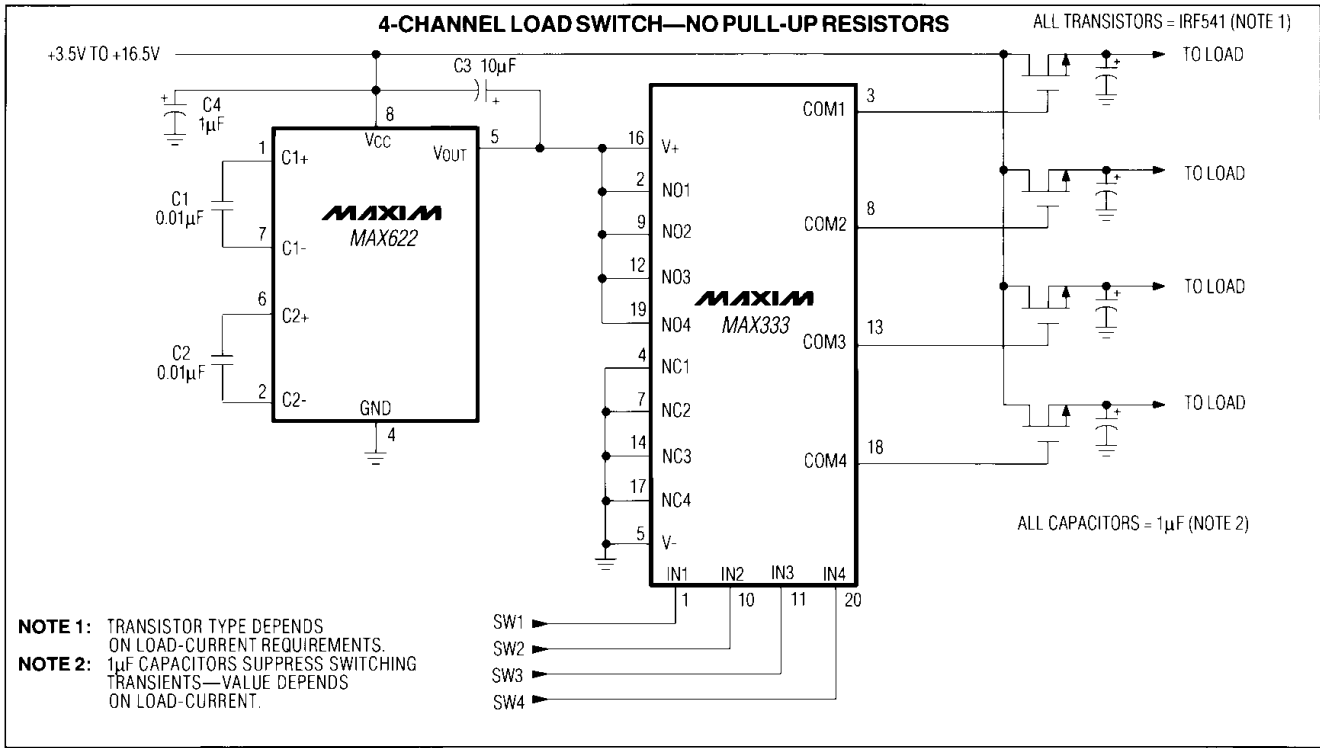 4-CHANNEL LOAD SWITCH—NO PULL-UP RESISTORS
ALL TRANSISTORS = IRF541 (NOTE 1)
+3.5V TO +16.5V
TO LOAD
C3 10µF
+
+
C4
1µF
8
VCC
5
VOUT
1
C1+
C1
0.01µF
MAXIM
MAX622
7
C1-
6
C2+
C2
0.01µF
2
C2-
GND
4
16
V+
2
NO1
9
NO2
12
NO3
19
NO4
4
NC1
7
NC2
14
NC3
17
NC4
5
V-
MAXIM
MAX333
COM1
3
+
COM2
8
TO LOAD
+
COM3
13
TO LOAD
+
COM4
18
TO LOAD
+
ALL CAPACITORS = 1µF (NOTE 2)
IN1
IN2
IN3
IN4
1
10
11
20
SW1
SW2
SW3
SW4
NOTE 1: TRANSISTOR TYPE DEPENDS
ON LOAD-CURRENT REQUIREMENTS.
NOTE 2: 1µF CAPACITORS SUPPRESS SWITCHING
TRANSIENTS—VALUE DEPENDS
ON LOAD-CURRENT.